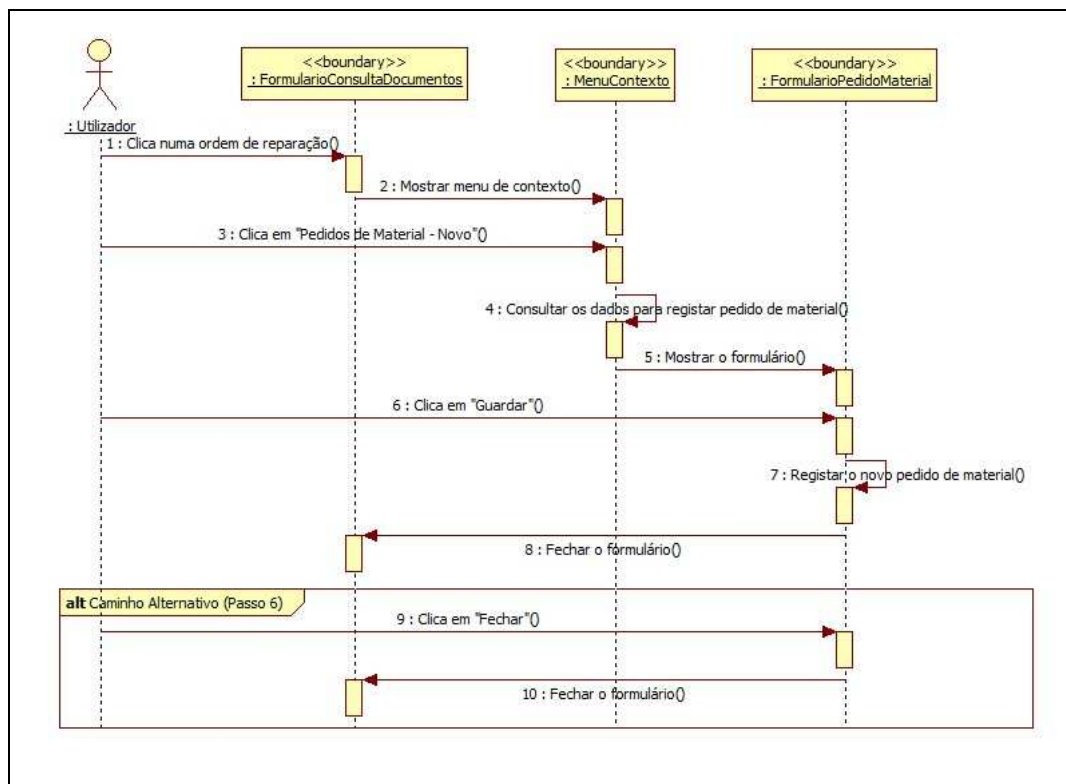 <<boundary>>
: FormularioConsultaDocumentos
<<boundary>>
: MenuContexto
<<boundary>>
: FormularioPedidoMaterial
: Utilizador
1 : Clica numa ordem de reparação()
2 : Mostrar menu de contexto()
3 : Clica em "Pedidos de Material - Novo"()
4 : Consultar os dados para registar pedido de material()
5 : Mostrar o formulário()
6 : Clica em "Guardar"()
7 : Registar o novo pedido de material()
8 : Fechar o formulário()
alt Caminho Alternativo (Passo 6)
9 : Clica em "Fechar"()
10 : Fechar o formulário()